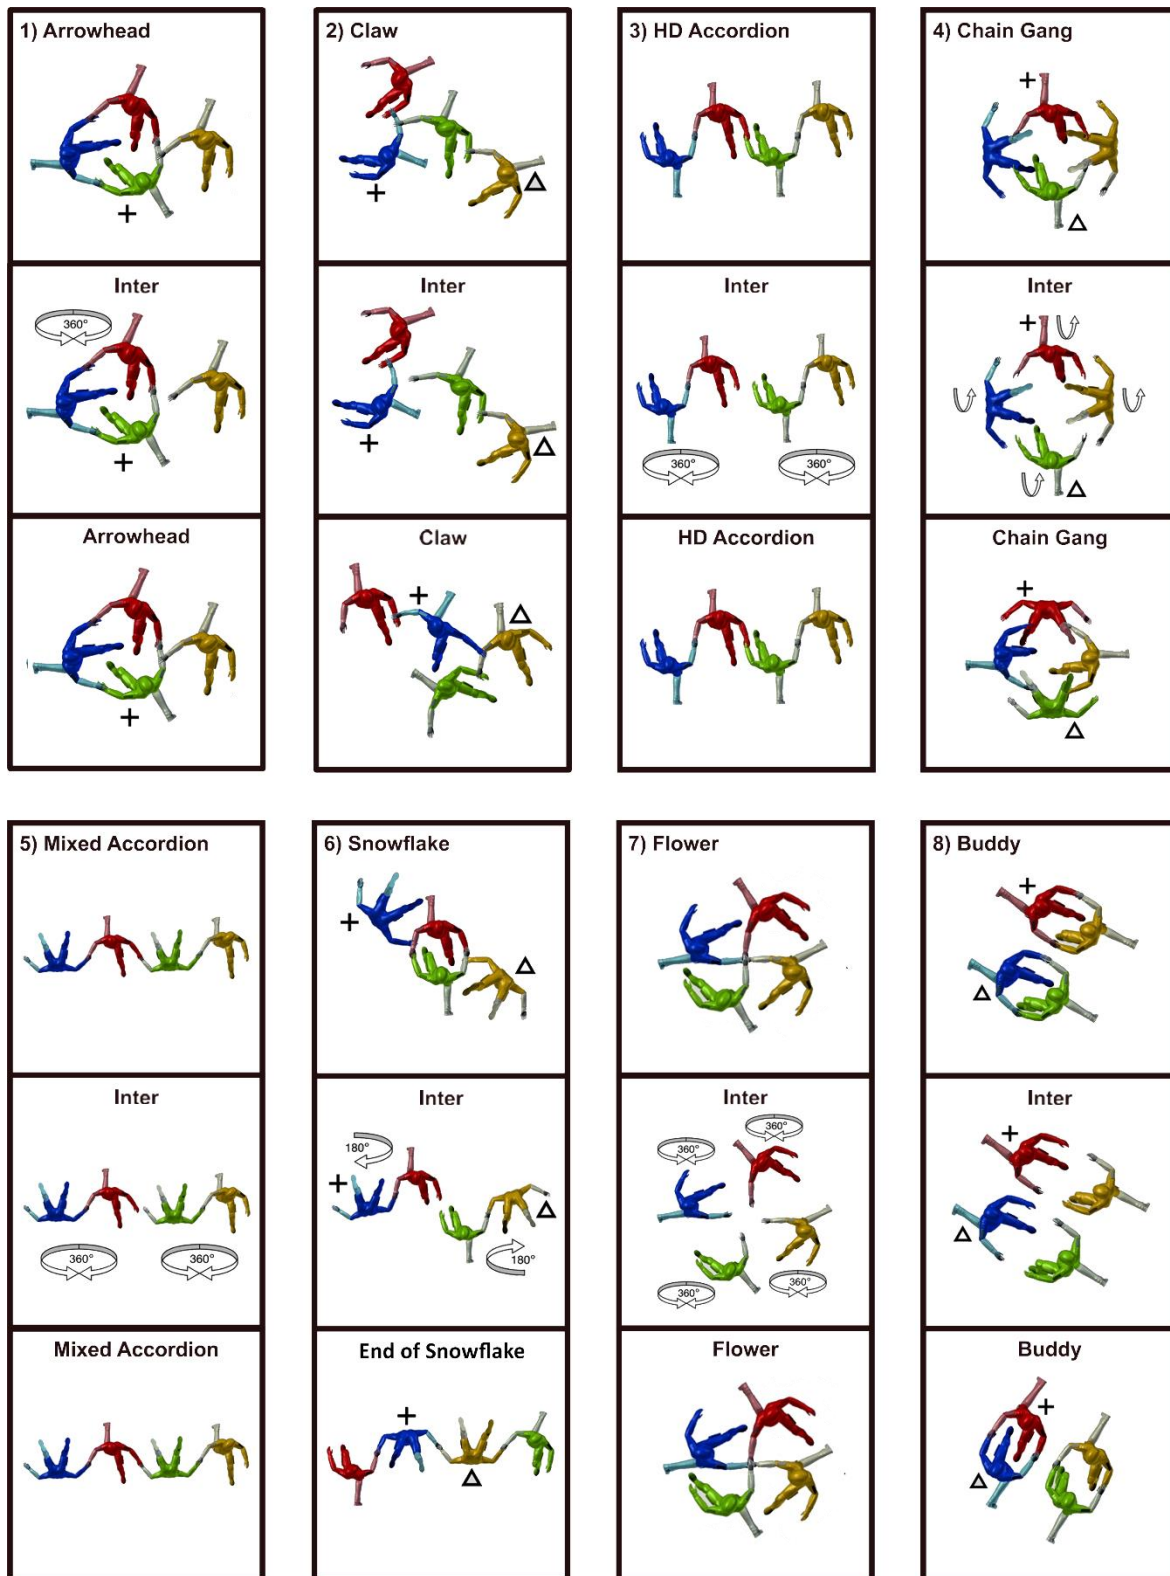 1) Arrowhead
2) Claw
3) HD Accordion
4) Chain Gang
+
Δ
+
+
Δ
+
Δ
Inter
Inter
Inter
Inter
360°
+
+
Δ
360°
360°
+
Δ
Arrowhead
Claw
HD Accordion
Chain Gang
+
+
Δ
+
Δ
5) Mixed Accordion
6) Snowflake
7) Flower
8) Buddy
+
Δ
+
Δ
Inter
Inter
Inter
Inter
360°
360°
180°
+
Δ
180°
360°
360°
360°
360°
+
Δ
Mixed Accordion
End of Snowflake
Flower
Buddy
+
Δ
+
Δ